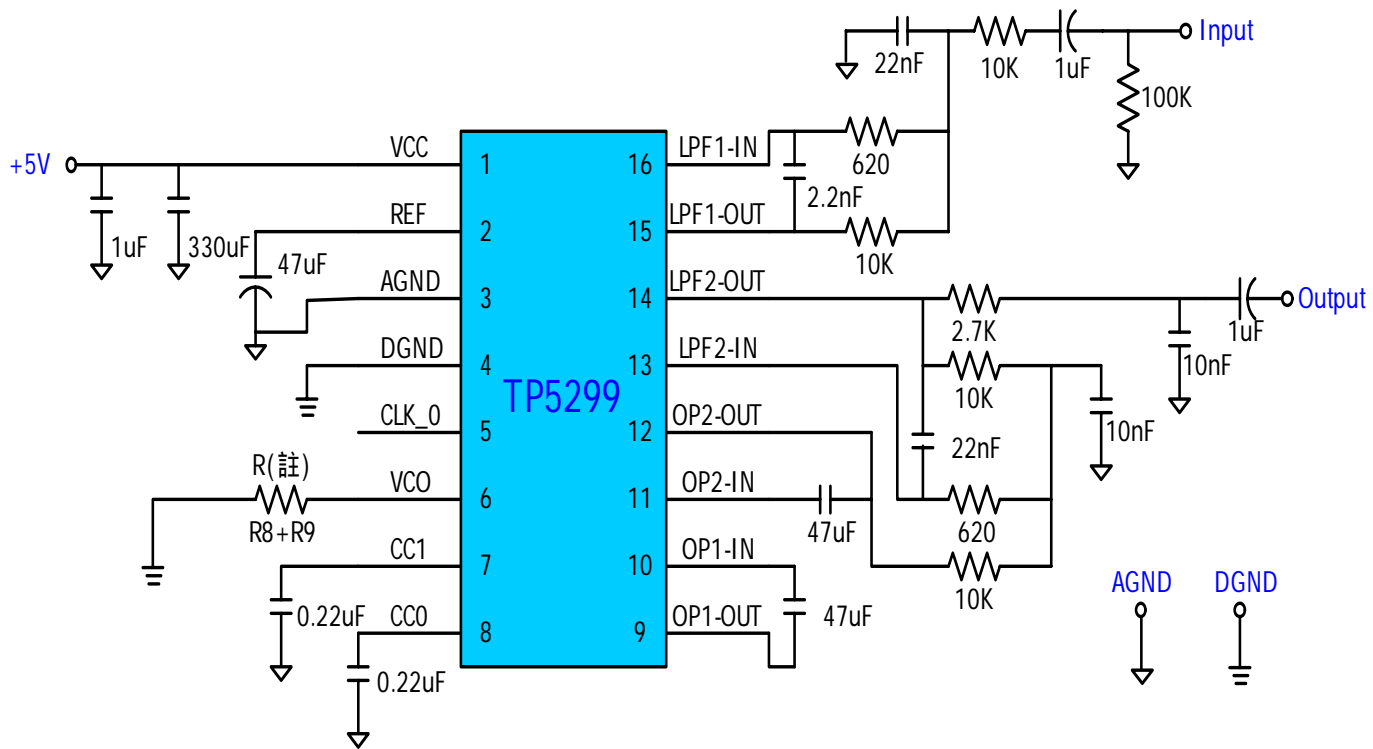 Input
22nF
10K
1uF
100K
+5V
VCC
1
16
LPF1-IN
620
2.2nF
1uF
330uF
REF
2
15
LPF1-OUT
10K
47uF
AGND
3
14
LPF2-OUT
2.7K
1uF
Output
10nF
DGND
4
13
LPF2-IN
10K
10nF
TP5299
CLK_0
5
12
OP2-OUT
22nF
R(註)
R8+R9
VCO
6
11
OP2-IN
47uF
620
CC1
7
10
OP1-IN
10K
0.22uF
CC0
8
9
OP1-OUT
47uF
0.22uF
AGND
DGND